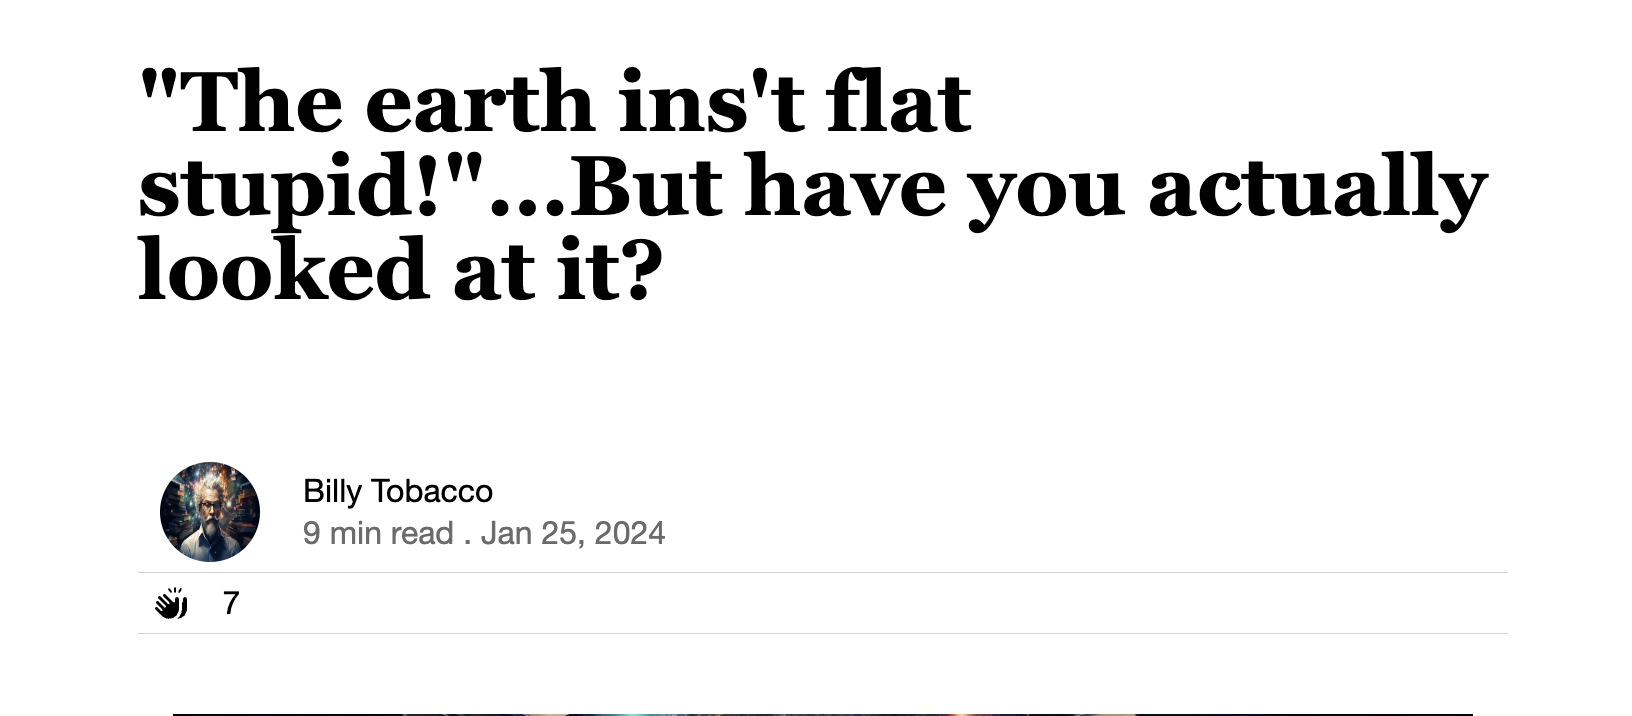 "The earth ins't flat
stupid!"...But have you actually
looked at it?
Billy Tobacco
9 min read . Jan 25, 2024
7